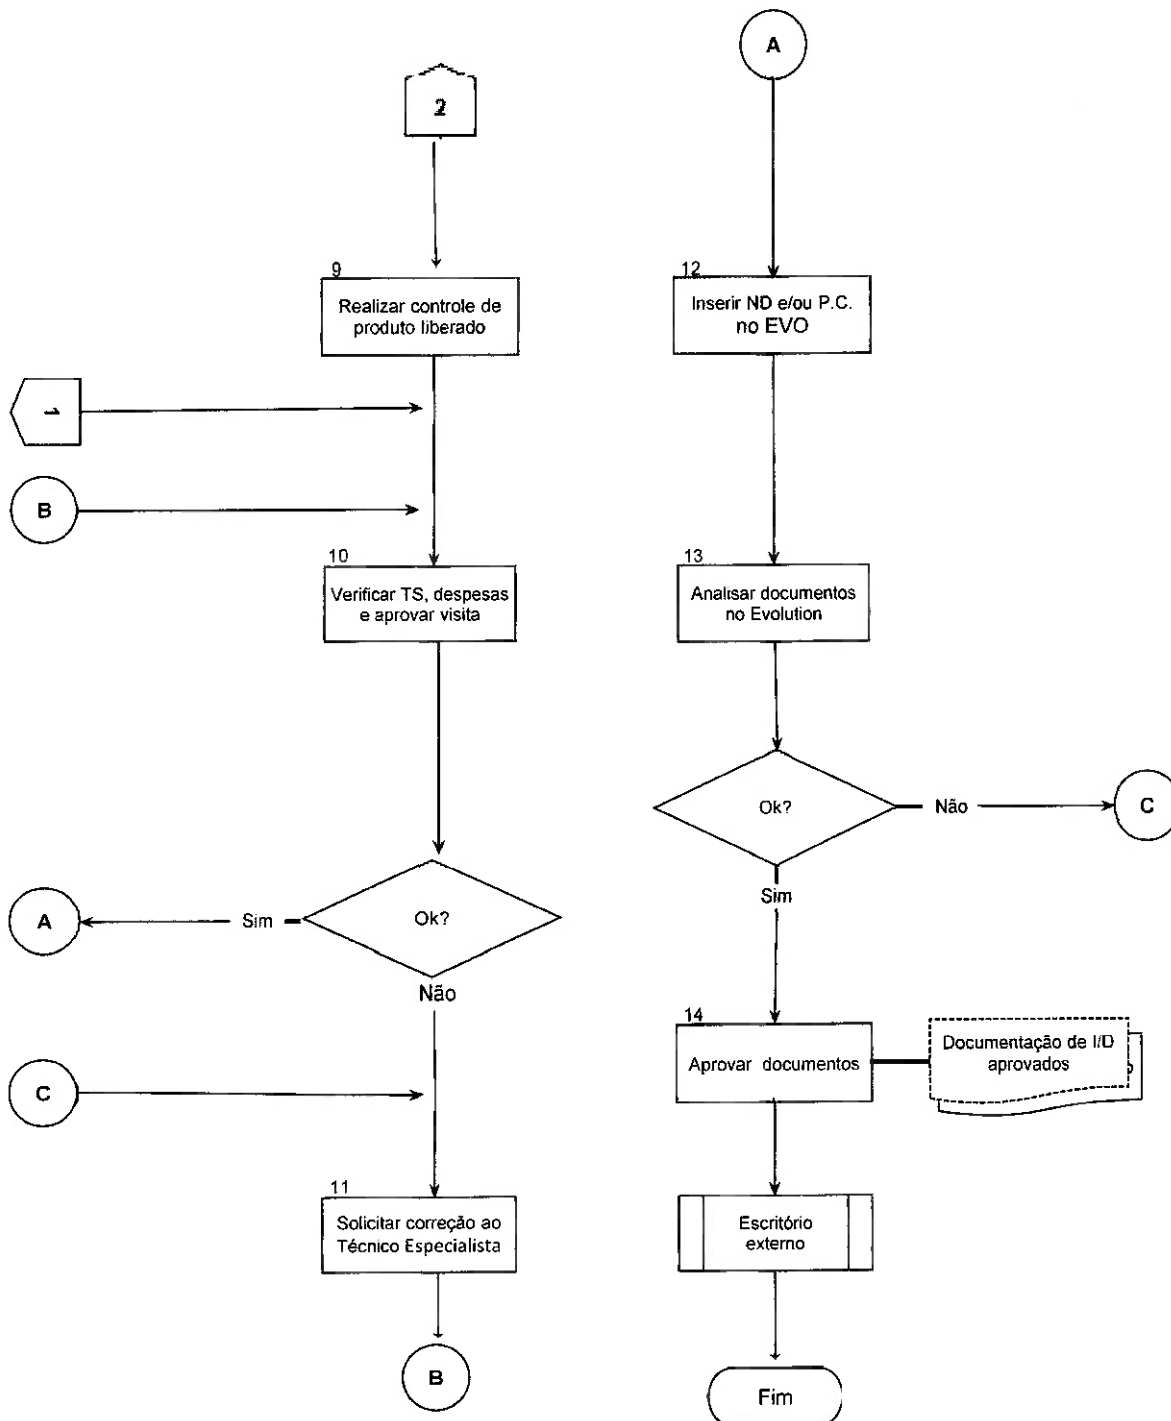 2
9
Realizar controle de
produto liberado
1
B
10
Verificar TS, despesas
e aprovar visita
Ok?
Sim
A
Não
C
11
Solicitar correção ao
Técnico Especialista
B
A
12
Inserir ND e/ou P.C.
no EVO
13
Analisar documentos
no Evolution
Ok?
Não
C
Sim
14
Aprovar documentos
Documentação de I/D
aprovados
Escritório
externo
Fim